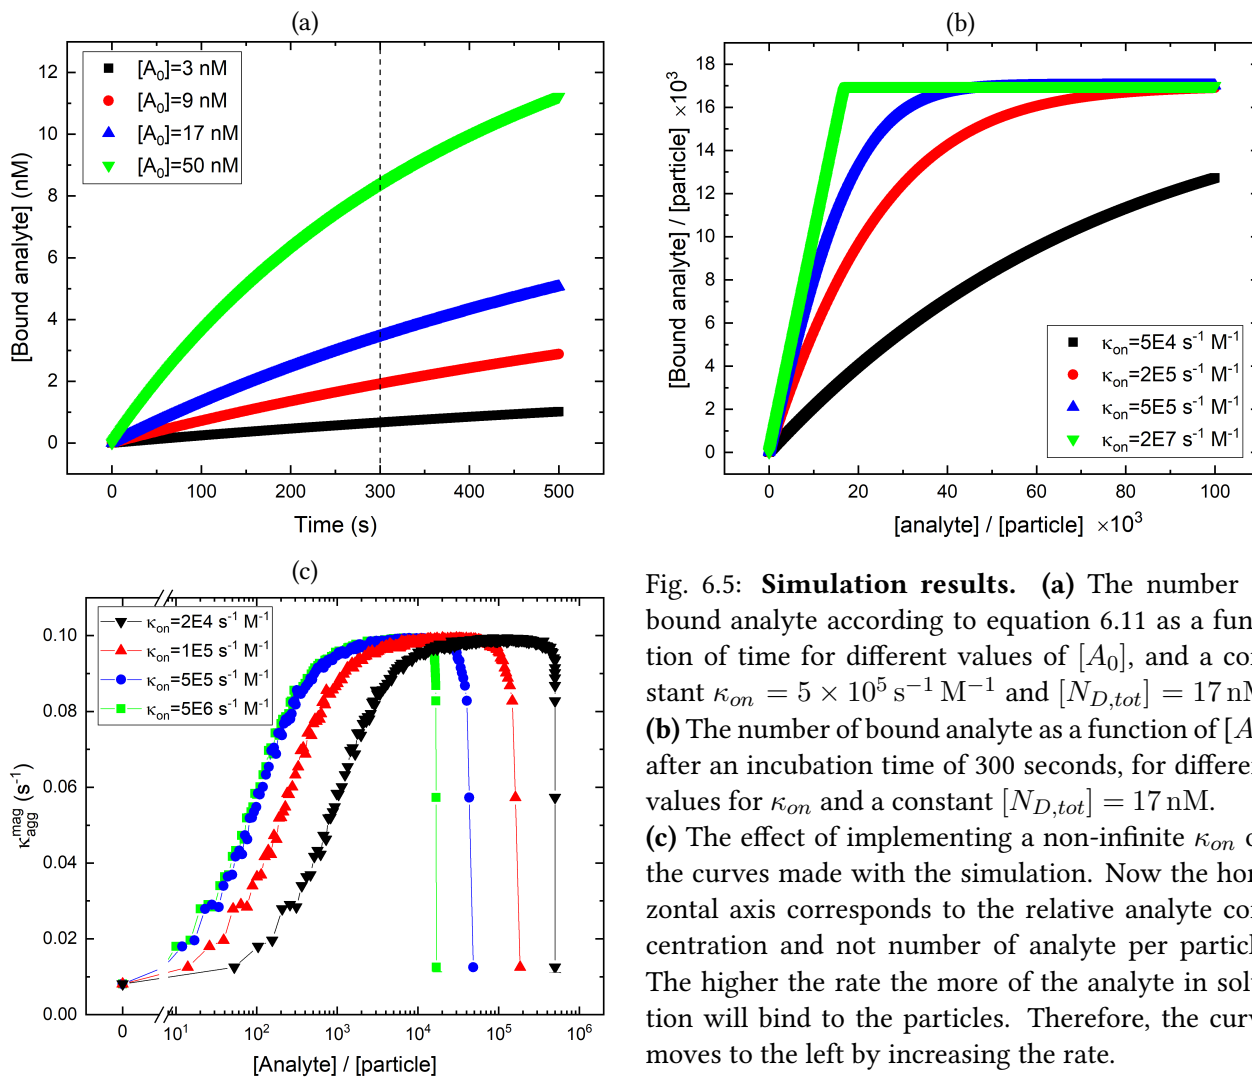 (a)
[A0]=3 nM
[A0]=9 nM
[A0]=17 nM
[A0]=50 nM
[Bound analyte] (nM)
12
10
8
6
4
2
0
0 100 200 300 400 500
Time (s)
(b)
[Bound analyte] / [particle] ×10³
18
16
14
12
10
8
6
4
2
0
κon=5E4 s⁻¹ M⁻¹
κon=2E5 s⁻¹ M⁻¹
κon=5E5 s⁻¹ M⁻¹
κon=2E7 s⁻¹ M⁻¹
0 20 40 60 80 100
[analyte] / [particle] ×10³
(c)
κon=2E4 s⁻¹ M⁻¹
κon=1E5 s⁻¹ M⁻¹
κon=5E5 s⁻¹ M⁻¹
κon=5E6 s⁻¹ M⁻¹
κagg^mag (s⁻¹)
0.10
0.08
0.06
0.04
0.02
0.00
0 10¹ 10² 10³ 10⁴ 10⁵ 10⁶
[Analyte] / [particle]
Fig. 6.5: Simulation results. (a) The number
bound analyte according to equation 6.11 as a func
tion of time for different values of [A0], and a con
stant κon = 5 × 10⁵ s⁻¹ M⁻¹ and [ND,tot] = 17 nM
(b) The number of bound analyte as a function of [A
after an incubation time of 300 seconds, for differen
values for κon and a constant [ND,tot] = 17 nM.
(c) The effect of implementing a non-infinite κon o
the curves made with the simulation. Now the hori
zontal axis corresponds to the relative analyte con
centration and not number of analyte per particle
The higher the rate the more of the analyte in solu
tion will bind to the particles. Therefore, the curve
moves to the left by increasing the rate.